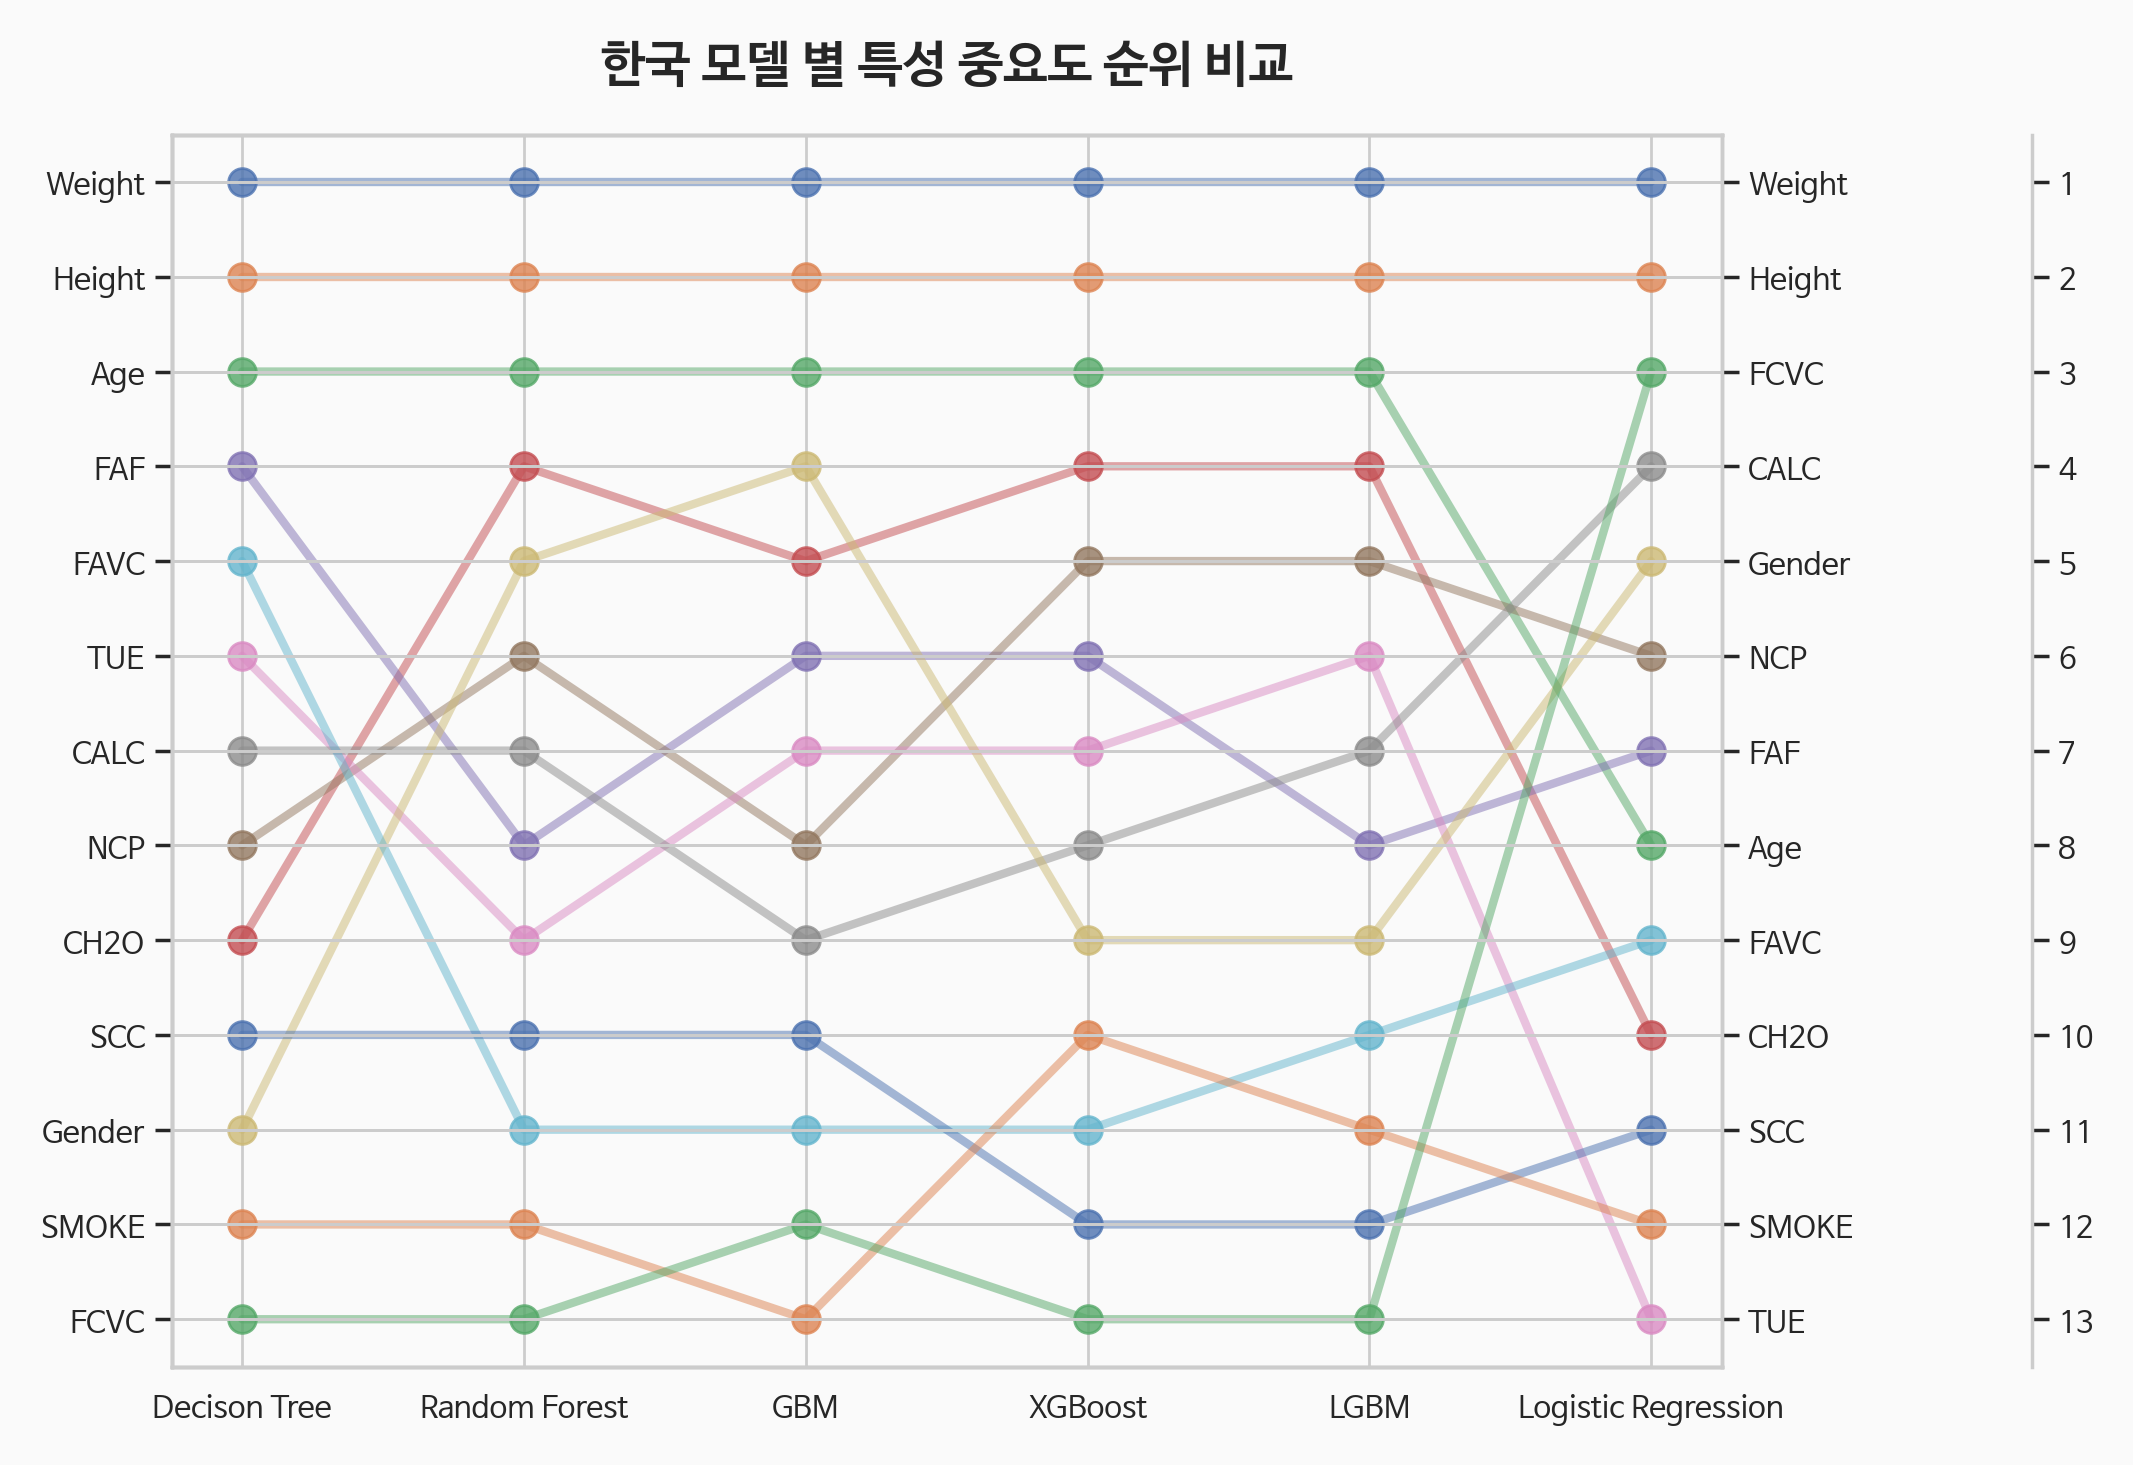 한국 모델 별 특성 중요도 순위 비교
Weight Weight 1
Height Height 2
Age FCVC 3
FAF CALC 4
FAVC Gender 5
TUE NCP 6
CALC FAF 7
NCP Age 8
CH2O FAVC 9
SCC CH2O 10
Gender SCC 11
SMOKE SMOKE 12
FCVC TUE 13
Decison Tree Random Forest GBM XGBoost LGBM Logistic Regression